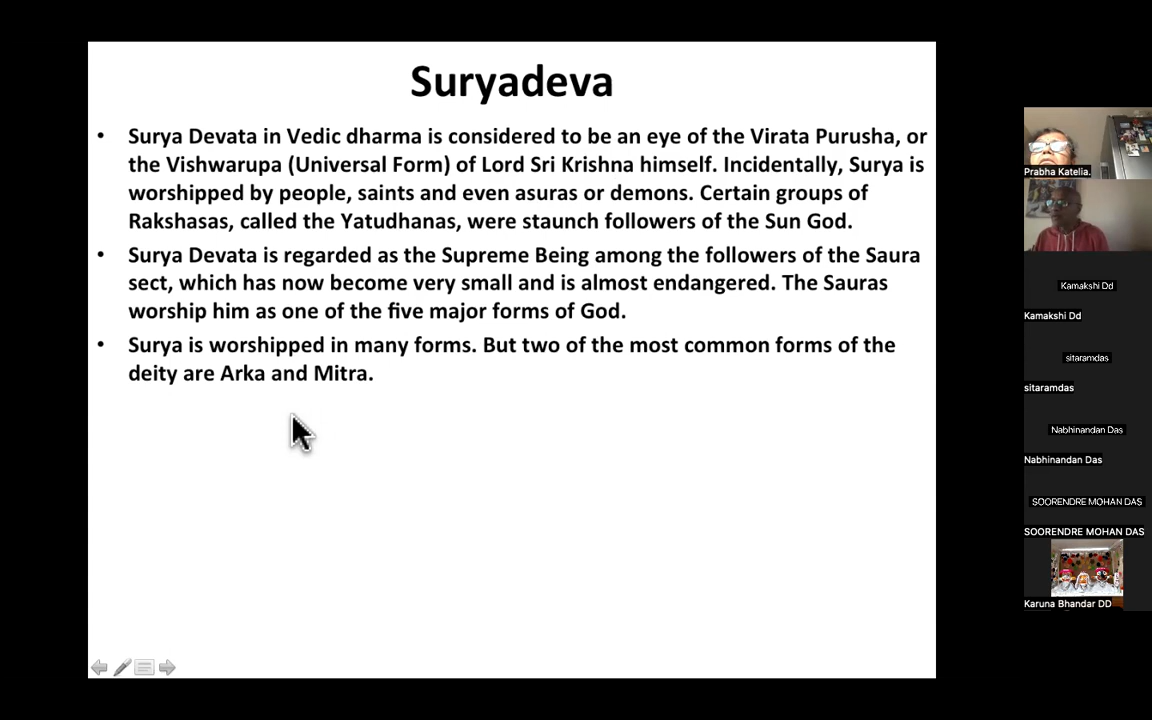 Suryadeva
• Surya Devata in Vedic dharma is considered to be an eye of the Virata Purusha, or
the Vishwarupa (Universal Form) of Lord Sri Krishna himself. Incidentally, Surya is
worshipped by people, saints and even asuras or demons. Certain groups of
Rakshasas, called the Yatudhanas, were staunch followers of the Sun God.
• Surya Devata is regarded as the Supreme Being among the followers of the Saura
sect, which has now become very small and is almost endangered. The Sauras
worship him as one of the five major forms of God.
• Surya is worshipped in many forms. But two of the most common forms of the
deity are Arka and Mitra.
Prabha Katelia.
Kamakshi Dd
Kamakshi Dd
sitaramdas
sitaramdas
Nabhinandan Das
Nabhinandan Das
SOORENDRE MOHAN DAS
SOORENDRE MOHAN DAS
Karuna Bhandar DD